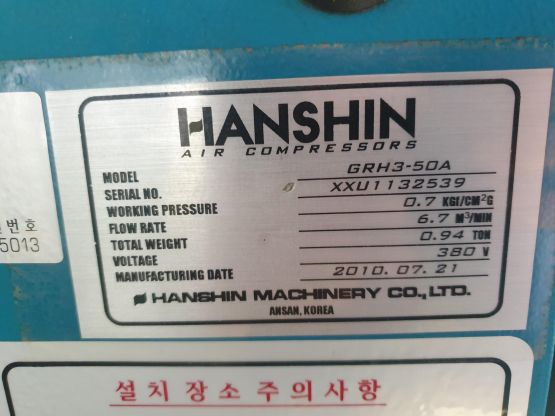 HANSHIN
AIR COMPRESSORS
MODEL GRH3-50A
SERIAL NO. XXU1132539
WORKING PRESSURE 0.7 KGf/CM²G
FLOW RATE 6.7 M³/MIN
TOTAL WEIGHT 0.94 TON
VOLTAGE 380 V
MANUFACTURING DATE 2010.07.21
HANSHIN MACHINERY CO., LTD.
ANSAN, KOREA
번호
5013
설치장소주의사항